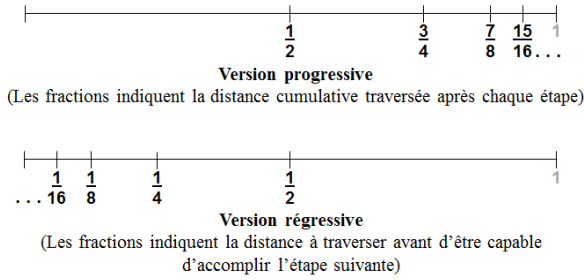 1/2 3/4 7/8 15/16 ... 1
Version progressive
(Les fractions indiquent la distance cumulative traversée après chaque étape)
... 1/16 1/8 1/4 1/2 1
Version régressive
(Les fractions indiquent la distance à traverser avant d'être capable
d'accomplir l'étape suivante)